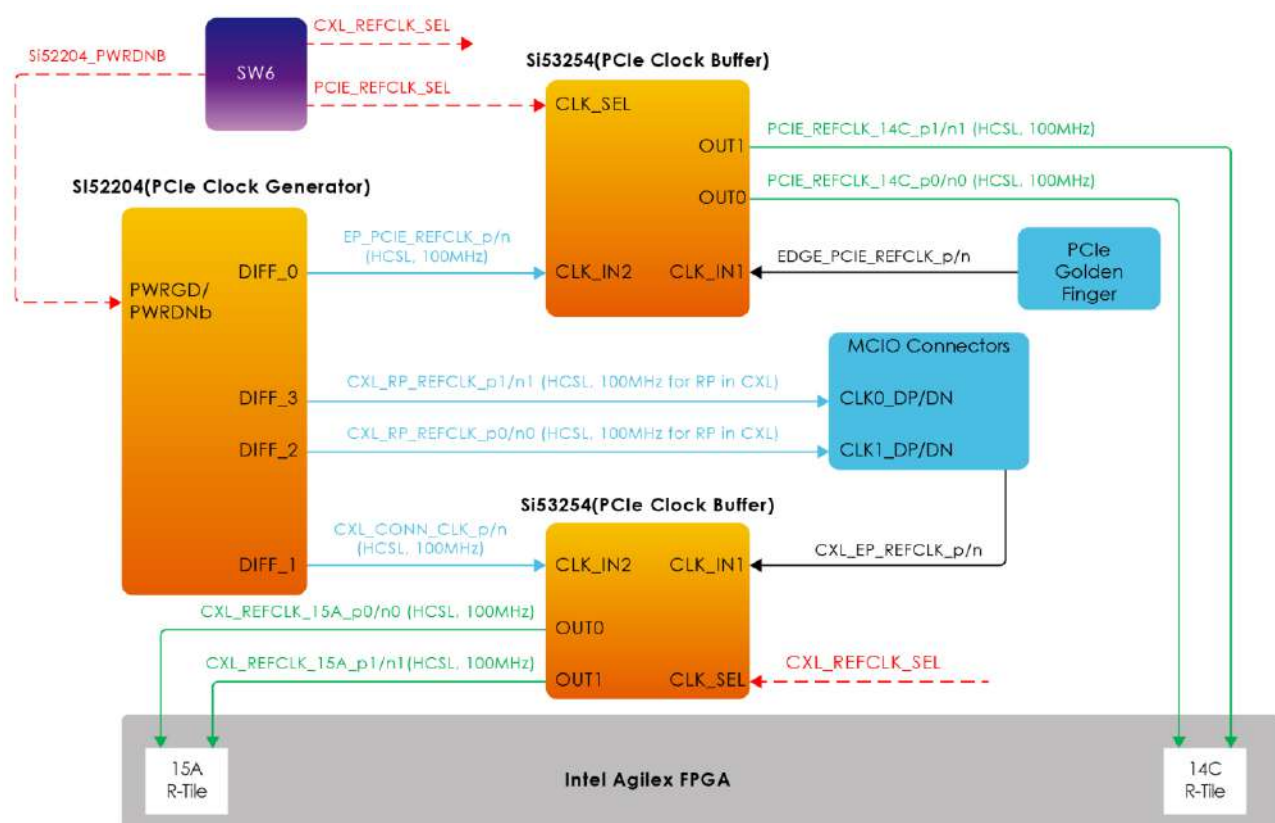 CXL_REFCLK_SEL
Si52204_PWRDNB
SW6
PCIE_REFCLK_SEL
Si53254(PCIe Clock Buffer)
CLK_SEL
OUT1
PCIE_REFCLK_14C_p1/n1 (HCSL, 100MHz)
OUT0
PCIE_REFCLK_14C_p0/n0 (HCSL, 100MHz)
CLK_IN2
CLK_IN1
EDGE_PCIE_REFCLK_p/n
PCIe
Golden
Finger
SI52204(PCIe Clock Generator)
PWRGD/
PWRDNb
DIFF_0
EP_PCIE_REFCLK_p/n
(HCSL, 100MHz)
DIFF_3
CXL_RP_REFCLK_p1/n1 (HCSL, 100MHz for RP in CXL)
DIFF_2
CXL_RP_REFCLK_p0/n0 (HCSL, 100MHz for RP in CXL)
DIFF_1
CXL_CONN_CLK_p/n
(HCSL, 100MHz)
MCIO Connectors
CLK0_DP/DN
CLK1_DP/DN
Si53254(PCIe Clock Buffer)
CLK_IN2
CLK_IN1
CXL_EP_REFCLK_p/n
CXL_REFCLK_15A_p0/n0 (HCSL, 100MHz)
OUT0
CXL_REFCLK_15A_p1/n1(HCSL, 100MHz)
OUT1
CLK_SEL
CXL_REFCLK_SEL
15A
R-Tile
Intel Agilex FPGA
14C
R-Tile